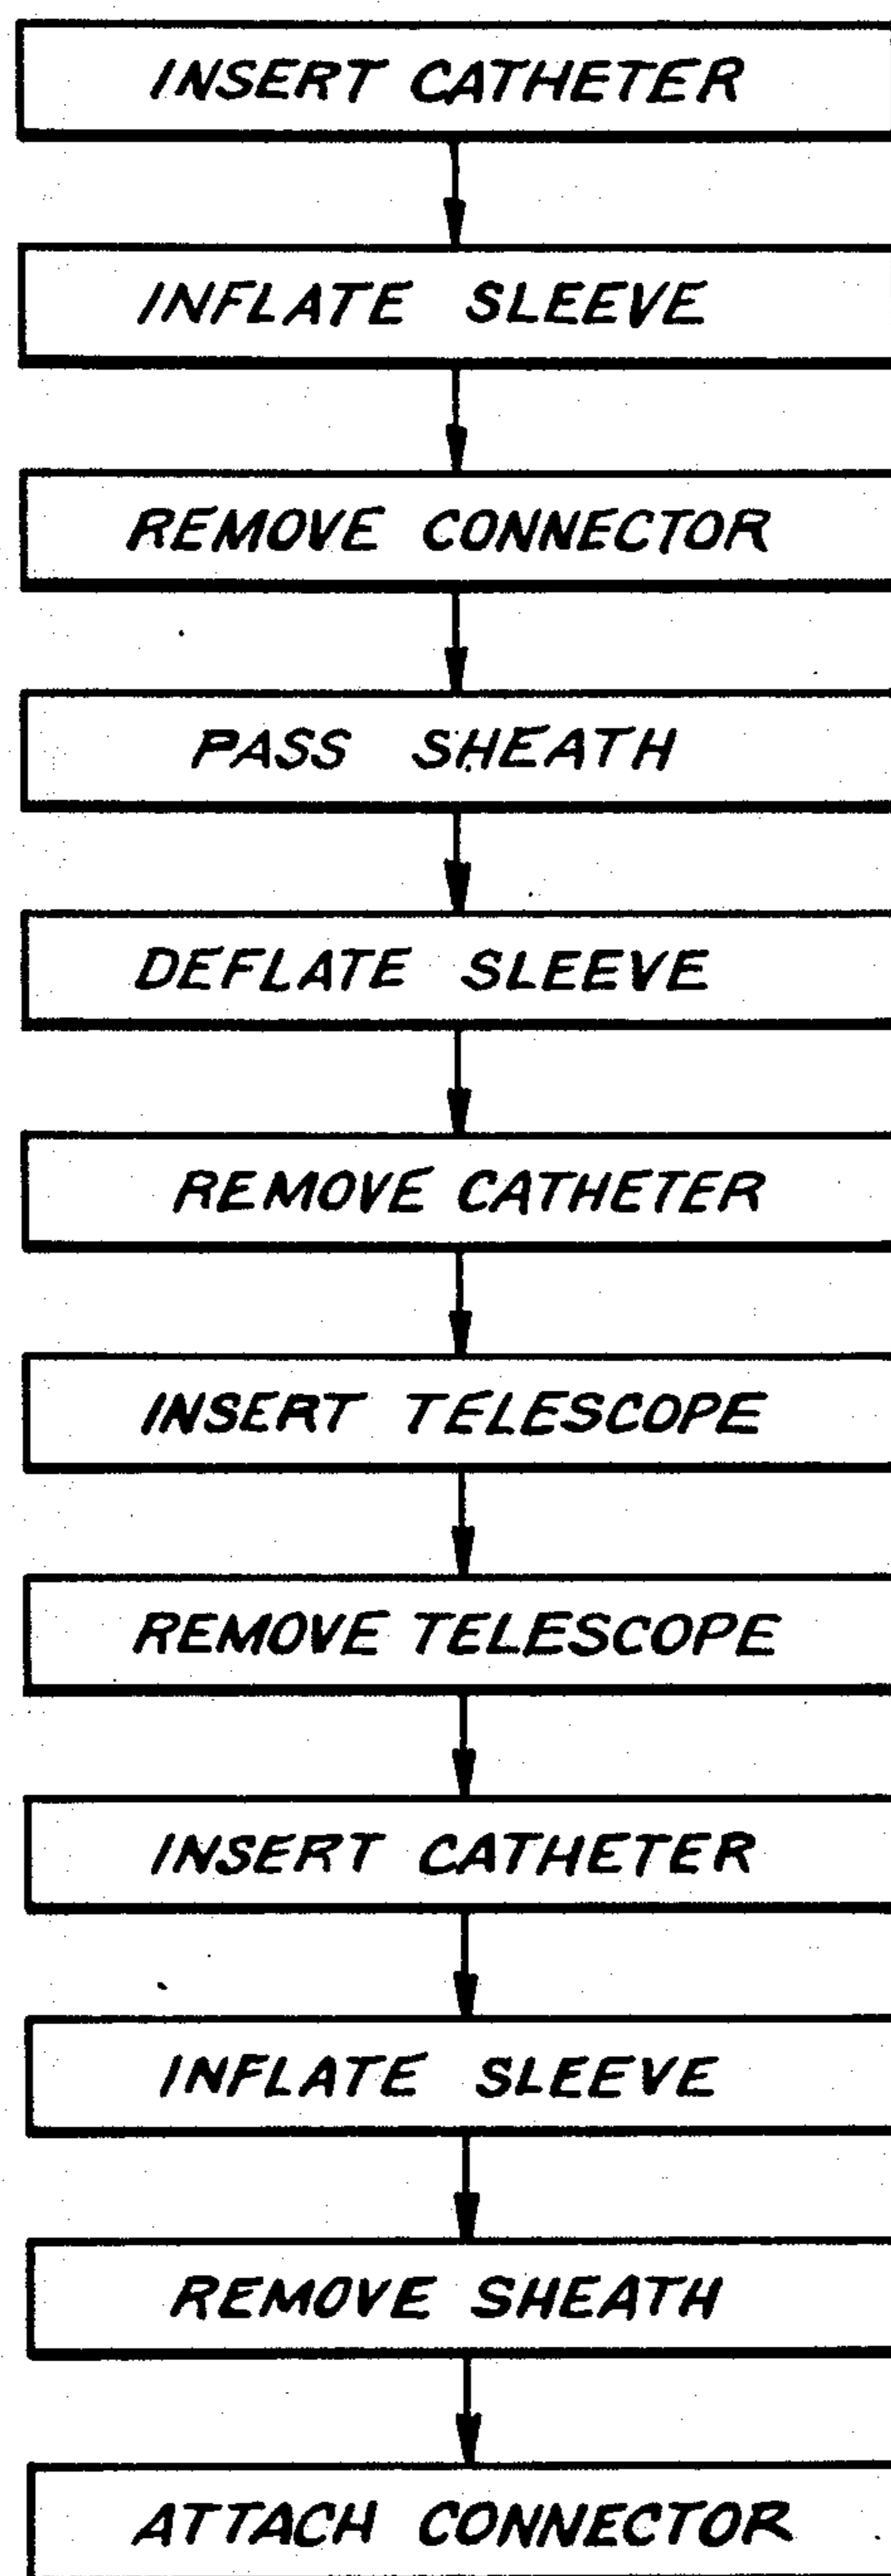 INSERT CATHETER
INFLATE SLEEVE
REMOVE CONNECTOR
PASS SHEATH
DEFLATE SLEEVE
REMOVE CATHETER
INSERT TELESCOPE
REMOVE TELESCOPE
INSERT CATHETER
INFLATE SLEEVE
REMOVE SHEATH
ATTACH CONNECTOR